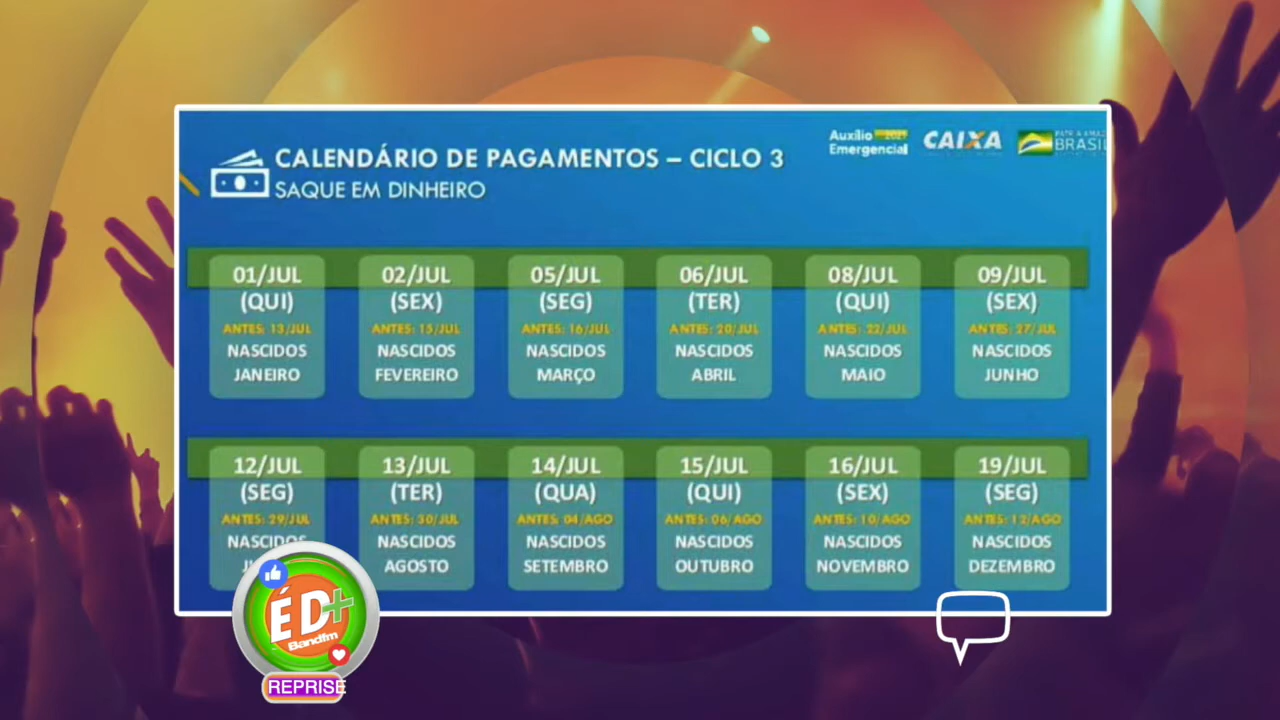 CALENDÁRIO DE PAGAMENTOS – CICLO 3
SAQUE EM DINHEIRO
Auxílio 2021
Emergencial
CAIXA
BRASIL
01/JUL
(QUI)
ANTES: 13/JUL
NASCIDOS
JANEIRO
02/JUL
(SEX)
ANTES: 15/JUL
NASCIDOS
FEVEREIRO
05/JUL
(SEG)
ANTES: 16/JUL
NASCIDOS
MARÇO
06/JUL
(TER)
ANTES: 20/JUL
NASCIDOS
ABRIL
08/JUL
(QUI)
ANTES: 22/JUL
NASCIDOS
MAIO
09/JUL
(SEX)
ANTES: 27/JUL
NASCIDOS
JUNHO
12/JUL
(SEG)
ANTES: 29/JUL
NASCIDOS
13/JUL
(TER)
ANTES: 30/JUL
NASCIDOS
AGOSTO
14/JUL
(QUA)
ANTES: 04/AGO
NASCIDOS
SETEMBRO
15/JUL
(QUI)
ANTES: 06/AGO
NASCIDOS
OUTUBRO
16/JUL
(SEX)
ANTES: 10/AGO
NASCIDOS
NOVEMBRO
19/JUL
(SEG)
ANTES: 12/AGO
NASCIDOS
DEZEMBRO
É D+
Bandfm
REPRISE